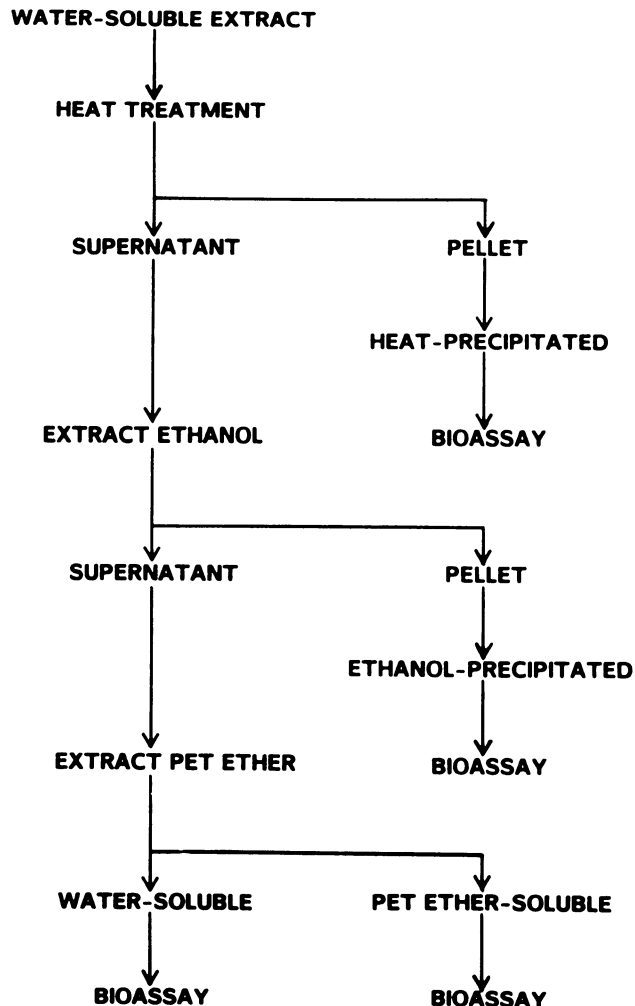 WATER-SOLUBLE EXTRACT
HEAT TREATMENT
SUPERNATANT
PELLET
HEAT-PRECIPITATED
EXTRACT ETHANOL
BIOASSAY
SUPERNATANT
PELLET
ETHANOL-PRECIPITATED
EXTRACT PET ETHER
BIOASSAY
WATER-SOLUBLE
PET ETHER-SOLUBLE
BIOASSAY
BIOASSAY